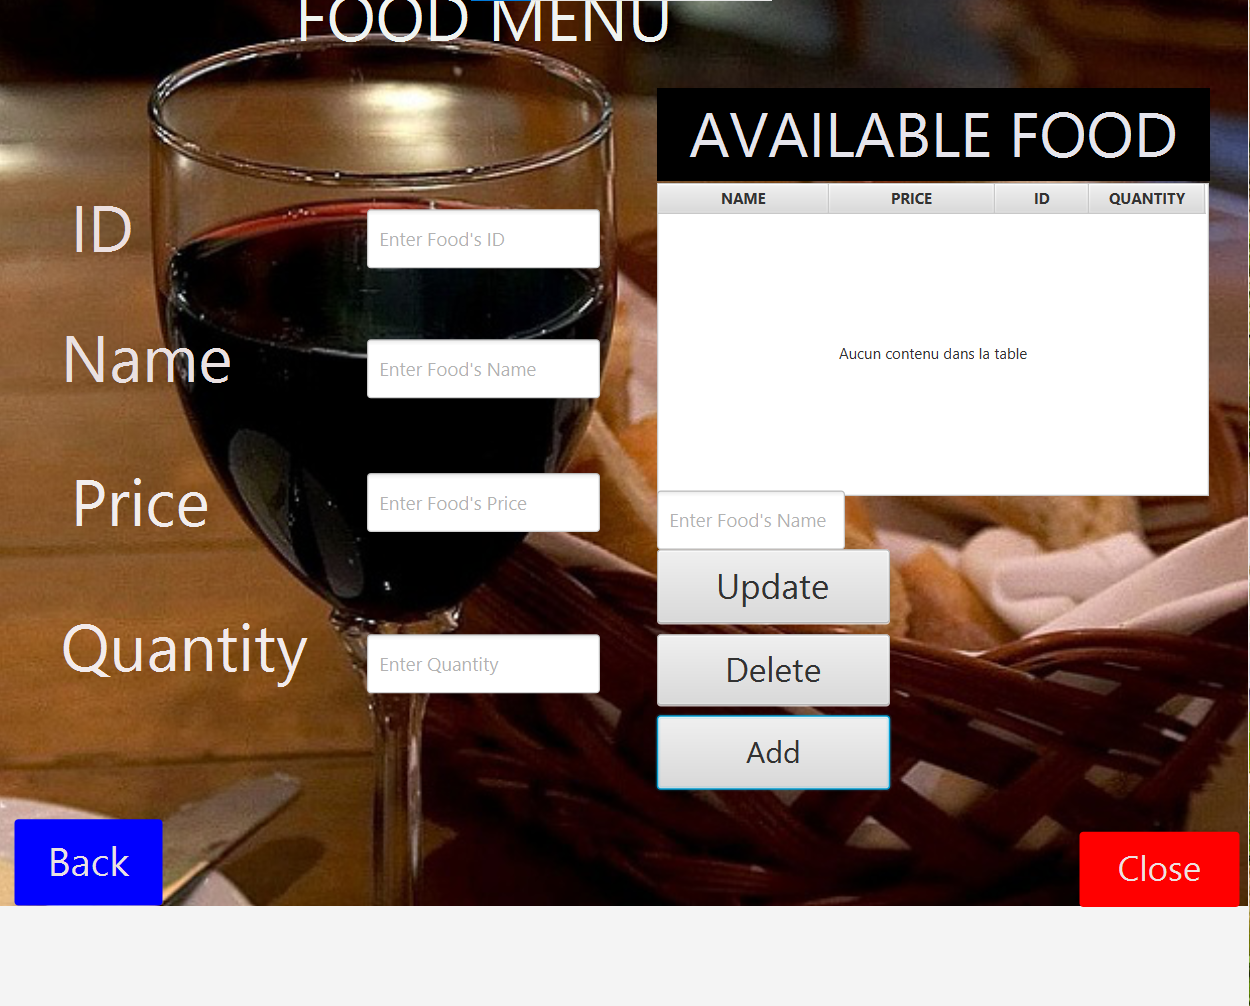 FOOD MENU
AVAILABLE FOOD
NAME PRICE ID QUANTITY
Aucun contenu dans la table
ID
Enter Food's ID
Name
Enter Food's Name
Price
Enter Food's Price
Quantity
Enter Quantity
Enter Food's Name
Update
Delete
Add
Back
Close